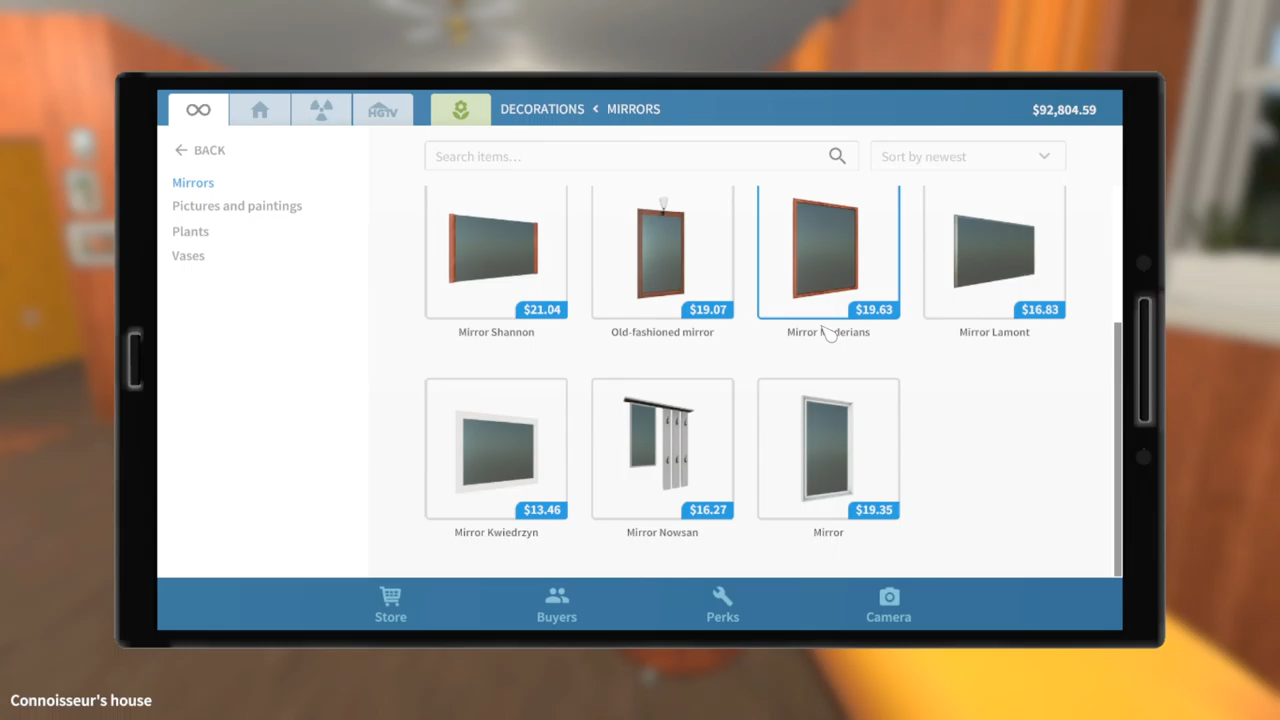 HGTV
DECORATIONS < MIRRORS
$92,804.59
BACK
Search items...
Sort by newest
Mirrors
Pictures and paintings
Plants
Vases
$21.04
$19.07
$19.63
$16.83
Mirror Shannon
Old-fashioned mirror
Mirror
Mirror Lamont
$13.46
$16.27
$19.35
Mirror Kwiedrzyn
Mirror Nowsan
Mirror
Store
Buyers
Perks
Camera
Connoisseur's house